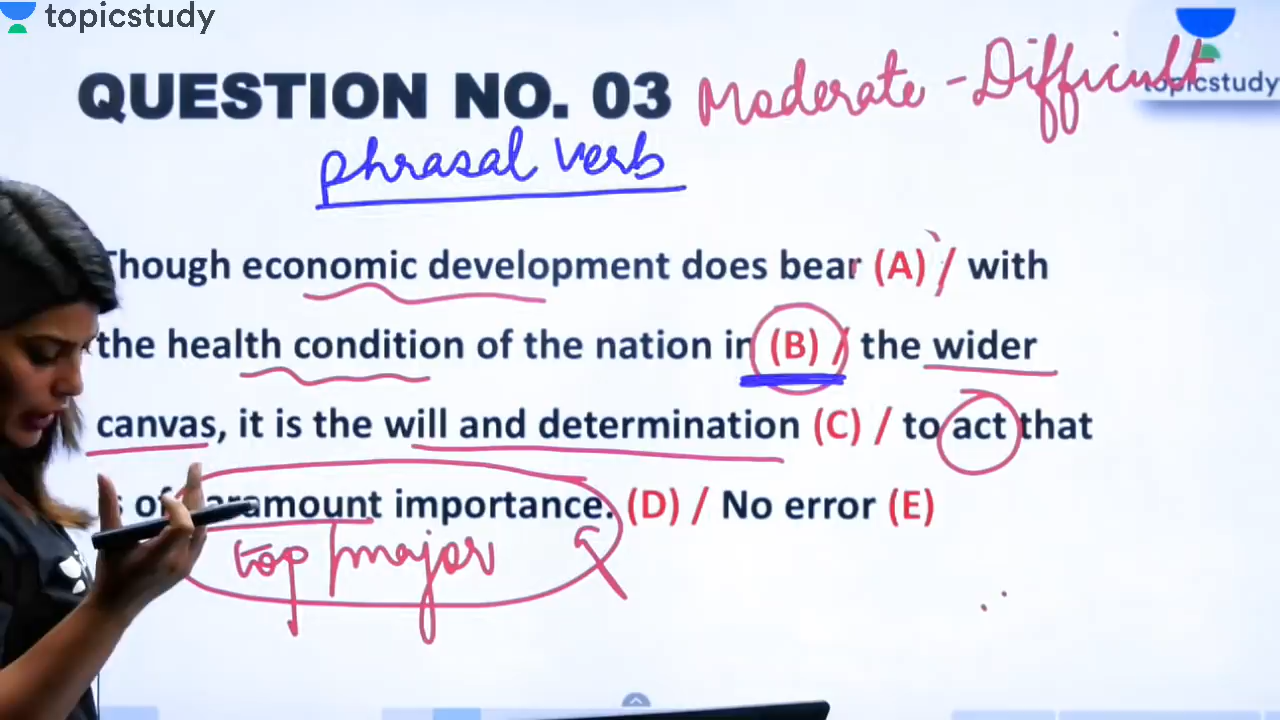 topicstudy
QUESTION NO. 03 Moderate - Difficult
topicstudy
phrasal verb
Though economic development does bear (A) / with
the health condition of the nation in (B) / the wider
canvas, it is the will and determination (C) / to act that
is of paramount importance. (D) / No error (E)
top major